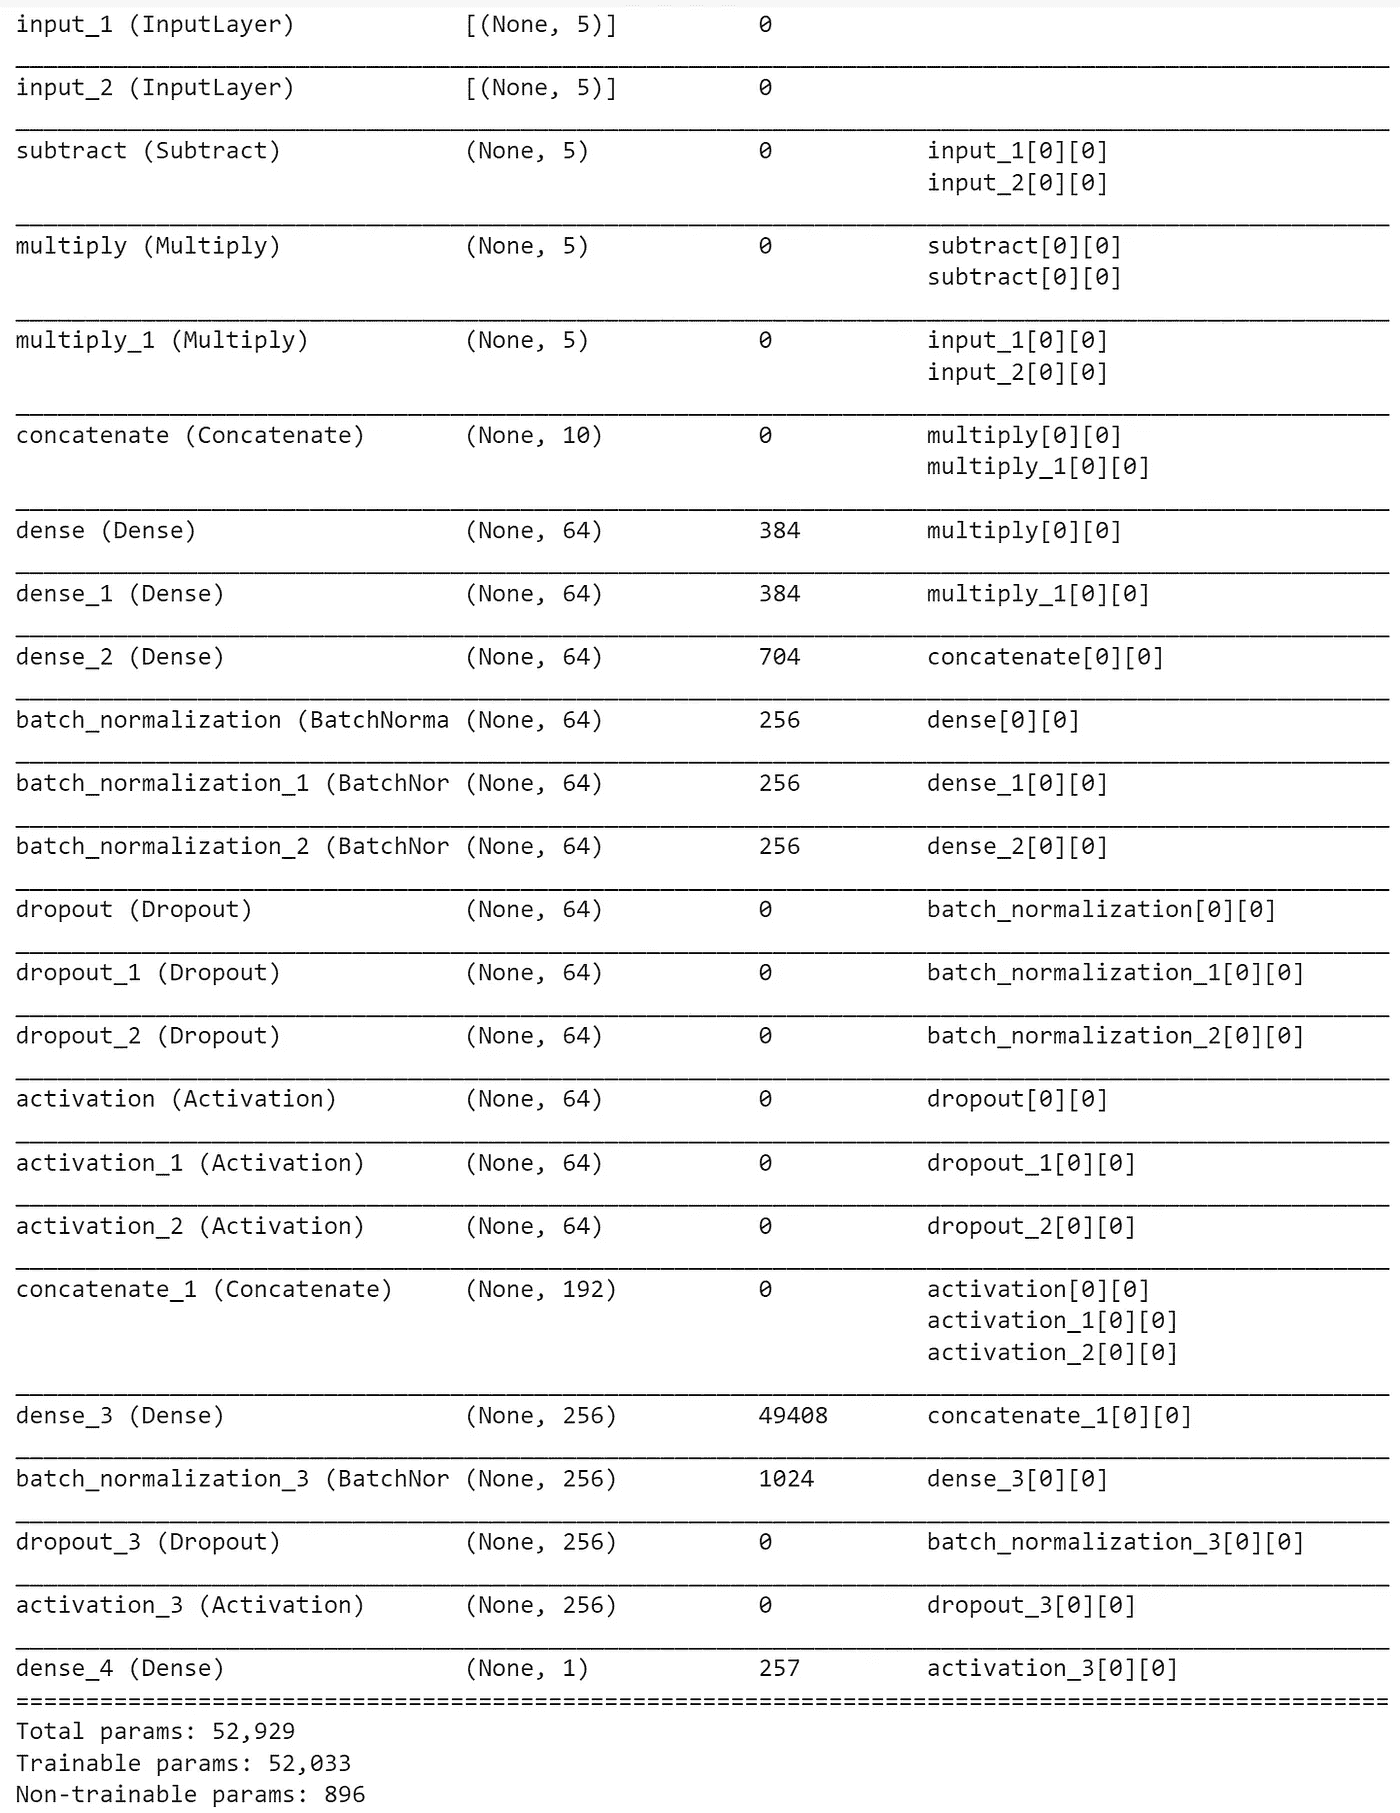 input_1 (InputLayer) [(None, 5)] 0
input_2 (InputLayer) [(None, 5)] 0
subtract (Subtract) (None, 5) 0 input_1[0][0]
input_2[0][0]
multiply (Multiply) (None, 5) 0 subtract[0][0]
subtract[0][0]
multiply_1 (Multiply) (None, 5) 0 input_1[0][0]
input_2[0][0]
concatenate (Concatenate) (None, 10) 0 multiply[0][0]
multiply_1[0][0]
dense (Dense) (None, 64) 384 multiply[0][0]
dense_1 (Dense) (None, 64) 384 multiply_1[0][0]
dense_2 (Dense) (None, 64) 704 concatenate[0][0]
batch_normalization (BatchNorma (None, 64) 256 dense[0][0]
batch_normalization_1 (BatchNor (None, 64) 256 dense_1[0][0]
batch_normalization_2 (BatchNor (None, 64) 256 dense_2[0][0]
dropout (Dropout) (None, 64) 0 batch_normalization[0][0]
dropout_1 (Dropout) (None, 64) 0 batch_normalization_1[0][0]
dropout_2 (Dropout) (None, 64) 0 batch_normalization_2[0][0]
activation (Activation) (None, 64) 0 dropout[0][0]
activation_1 (Activation) (None, 64) 0 dropout_1[0][0]
activation_2 (Activation) (None, 64) 0 dropout_2[0][0]
concatenate_1 (Concatenate) (None, 192) 0 activation[0][0]
activation_1[0][0]
activation_2[0][0]
dense_3 (Dense) (None, 256) 49408 concatenate_1[0][0]
batch_normalization_3 (BatchNor (None, 256) 1024 dense_3[0][0]
dropout_3 (Dropout) (None, 256) 0 batch_normalization_3[0][0]
activation_3 (Activation) (None, 256) 0 dropout_3[0][0]
dense_4 (Dense) (None, 1) 257 activation_3[0][0]
Total params: 52,929
Trainable params: 52,033
Non-trainable params: 896